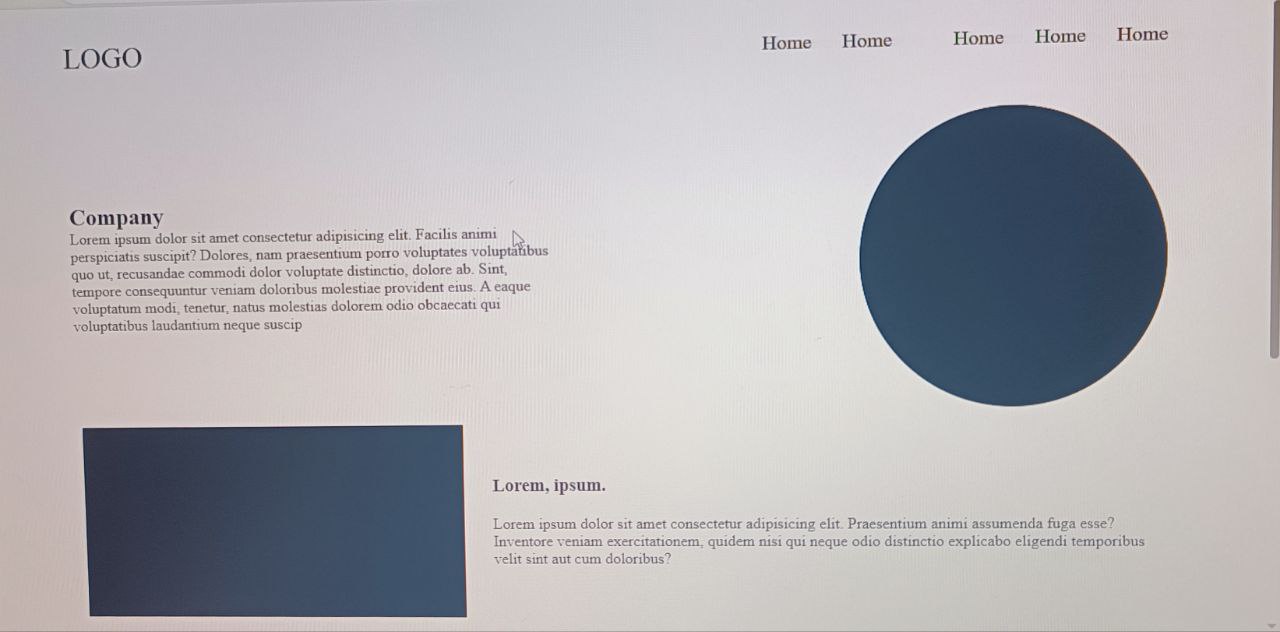 LOGO
Home Home Home Home Home
Company
Lorem ipsum dolor sit amet consectetur adipisicing elit. Facilis animi
perspiciatis suscipit? Dolores, nam praesentium porro voluptates voluptatibus
quo ut, recusandae commodi dolor voluptate distinctio, dolore ab. Sint,
tempore consequuntur veniam doloribus molestiae provident eius. A eaque
voluptatum modi, tenetur, natus molestias dolorem odio obcaecati qui
voluptatibus laudantium neque suscip
Lorem, ipsum.
Lorem ipsum dolor sit amet consectetur adipisicing elit. Praesentium animi assumenda fuga esse?
Inventore veniam exercitationem, quidem nisi qui neque odio distinctio explicabo eligendi temporibus
velit sint aut cum doloribus?